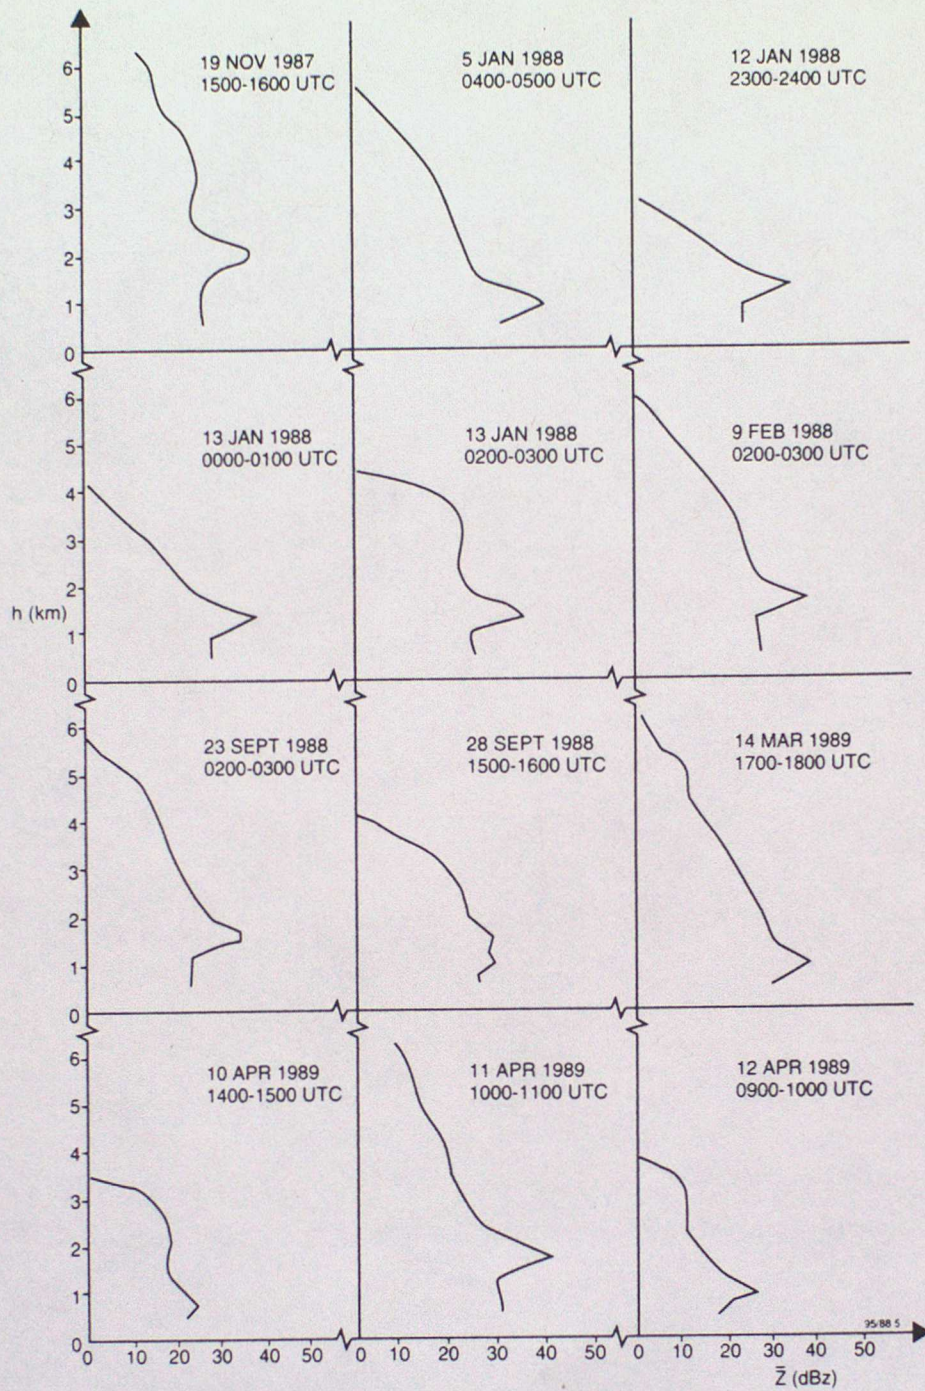 19 NOV 1987
1500-1600 UTC
5 JAN 1988
0400-0500 UTC
12 JAN 1988
2300-2400 UTC
6
5
4
3
2
1
0
13 JAN 1988
0000-0100 UTC
13 JAN 1988
0200-0300 UTC
9 FEB 1988
0200-0300 UTC
6
5
4
3
2
h (km)
1
0
23 SEPT 1988
0200-0300 UTC
28 SEPT 1988
1500-1600 UTC
14 MAR 1989
1700-1800 UTC
6
5
4
3
2
1
0
10 APR 1989
1400-1500 UTC
11 APR 1989
1000-1100 UTC
12 APR 1989
0900-1000 UTC
6
5
4
3
2
1
0
95/88 5
0 10 20 30 40 50 0 10 20 30 40 50 0 10 20 30 40 50
Z̄ (dBz)